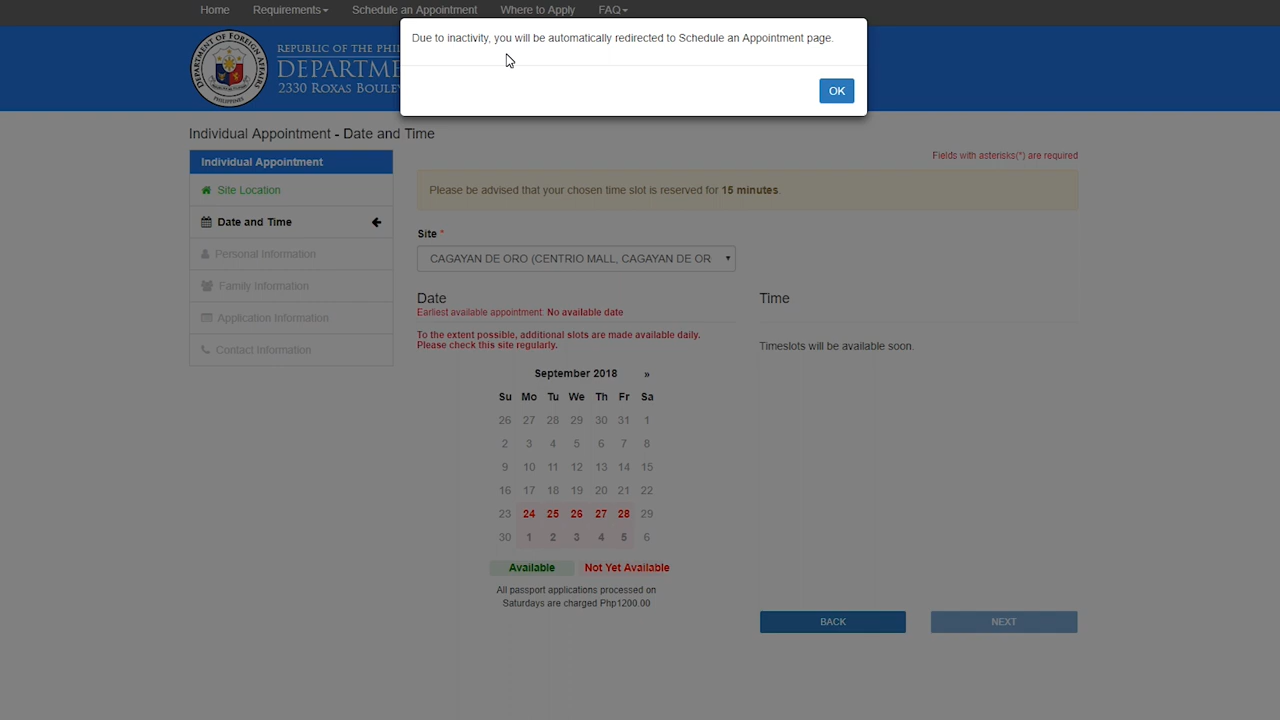 Home Requirements Schedule an Appointment Where to Apply FAQ
Due to inactivity, you will be automatically redirected to Schedule an Appointment page.
OK
REPUBLIC OF THE PHI
DEPARTME
2330 ROXAS BOULEV
DEPARTMENT OF FOREIGN AFFAIRS
PHILIPPINES
Individual Appointment - Date and Time
Individual Appointment
Site Location
Date and Time
Personal Information
Family Information
Application Information
Contact Information
Fields with asterisks(*) are required
Please be advised that your chosen time slot is reserved for 15 minutes.
Site *
CAGAYAN DE ORO (CENTRIO MALL, CAGAYAN DE OR
Date
Earliest available appointment: No available date
To the extent possible, additional slots are made available daily.
Please check this site regularly.
September 2018 »
Su Mo Tu We Th Fr Sa
26 27 28 29 30 31 1
2 3 4 5 6 7 8
9 10 11 12 13 14 15
16 17 18 19 20 21 22
23 24 25 26 27 28 29
30 1 2 3 4 5 6
Available Not Yet Available
All passport applications processed on
Saturdays are charged Php1200.00
Time
Timeslots will be available soon.
BACK NEXT